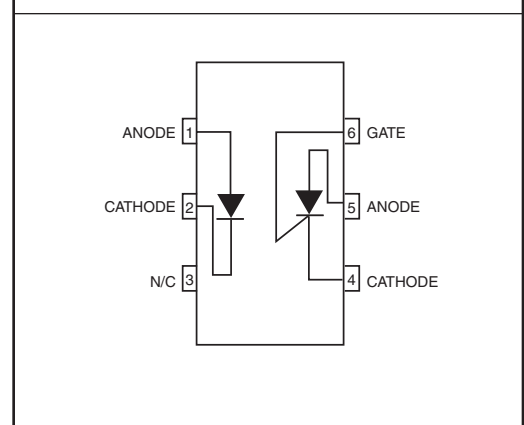 ANODE 1
6 GATE
CATHODE 2
5 ANODE
N/C 3
4 CATHODE